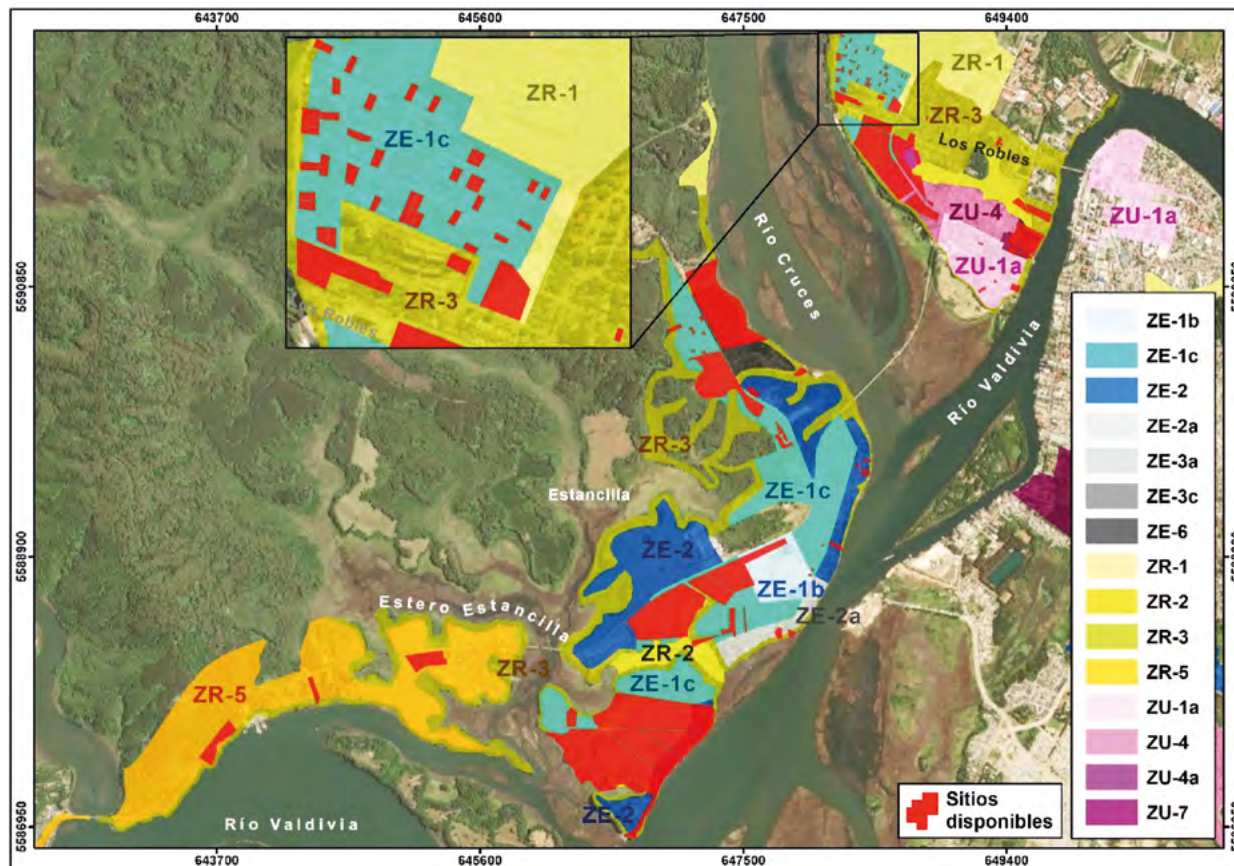 643700
645600
647500
649400
ZR-1
ZE-1c
ZR-3
s Robles
ZR-1
ZR-3
Los Robles
ZU-4
ZU-1a
ZU-1a
Río Cruces
Río Valdivia
5590850
ZR-3
Estancilla
ZE-1c
5588900
ZE-2
ZE-1b
ZE-2a
Estero Estancilla
ZR-2
ZR-3
ZE-1c
ZR-5
ZE-2
Río Valdivia
5586950
ZE-1b
ZE-1c
ZE-2
ZE-2a
ZE-3a
ZE-3c
ZE-6
ZR-1
ZR-2
ZR-3
ZR-5
ZU-1a
ZU-4
ZU-4a
ZU-7
Sitios
disponibles
643700
645600
647500
649400